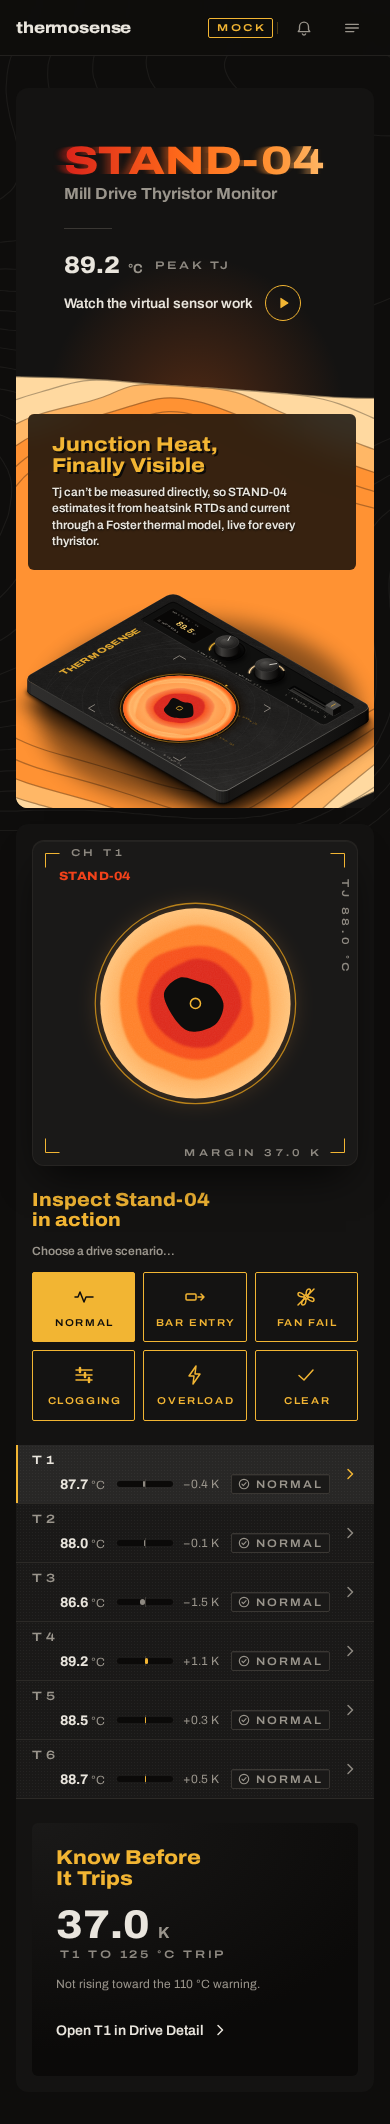 thermosense
MOCK
STAND-04
Mill Drive Thyristor Monitor
89.2 °C PEAK TJ
Watch the virtual sensor work
Junction Heat,
Finally Visible
Tj can't be measured directly, so STAND-04
estimates it from heatsink RTDs and current
through a Foster thermal model, live for every
thyristor.
THERMOSENSE
CH T1
STAND-04
TJ 88.0 °C
MARGIN 37.0 K
Inspect Stand-04
in action
Choose a drive scenario...
NORMAL
BAR ENTRY
FAN FAIL
CLOGGING
OVERLOAD
CLEAR
T1
87.7 °C −0.4 K NORMAL
T2
88.0 °C −0.1 K NORMAL
T3
86.6 °C −1.5 K NORMAL
T4
89.2 °C +1.1 K NORMAL
T5
88.5 °C +0.3 K NORMAL
T6
88.7 °C +0.5 K NORMAL
Know Before
It Trips
37.0 K
T1 TO 125 °C TRIP
Not rising toward the 110 °C warning.
Open T1 in Drive Detail